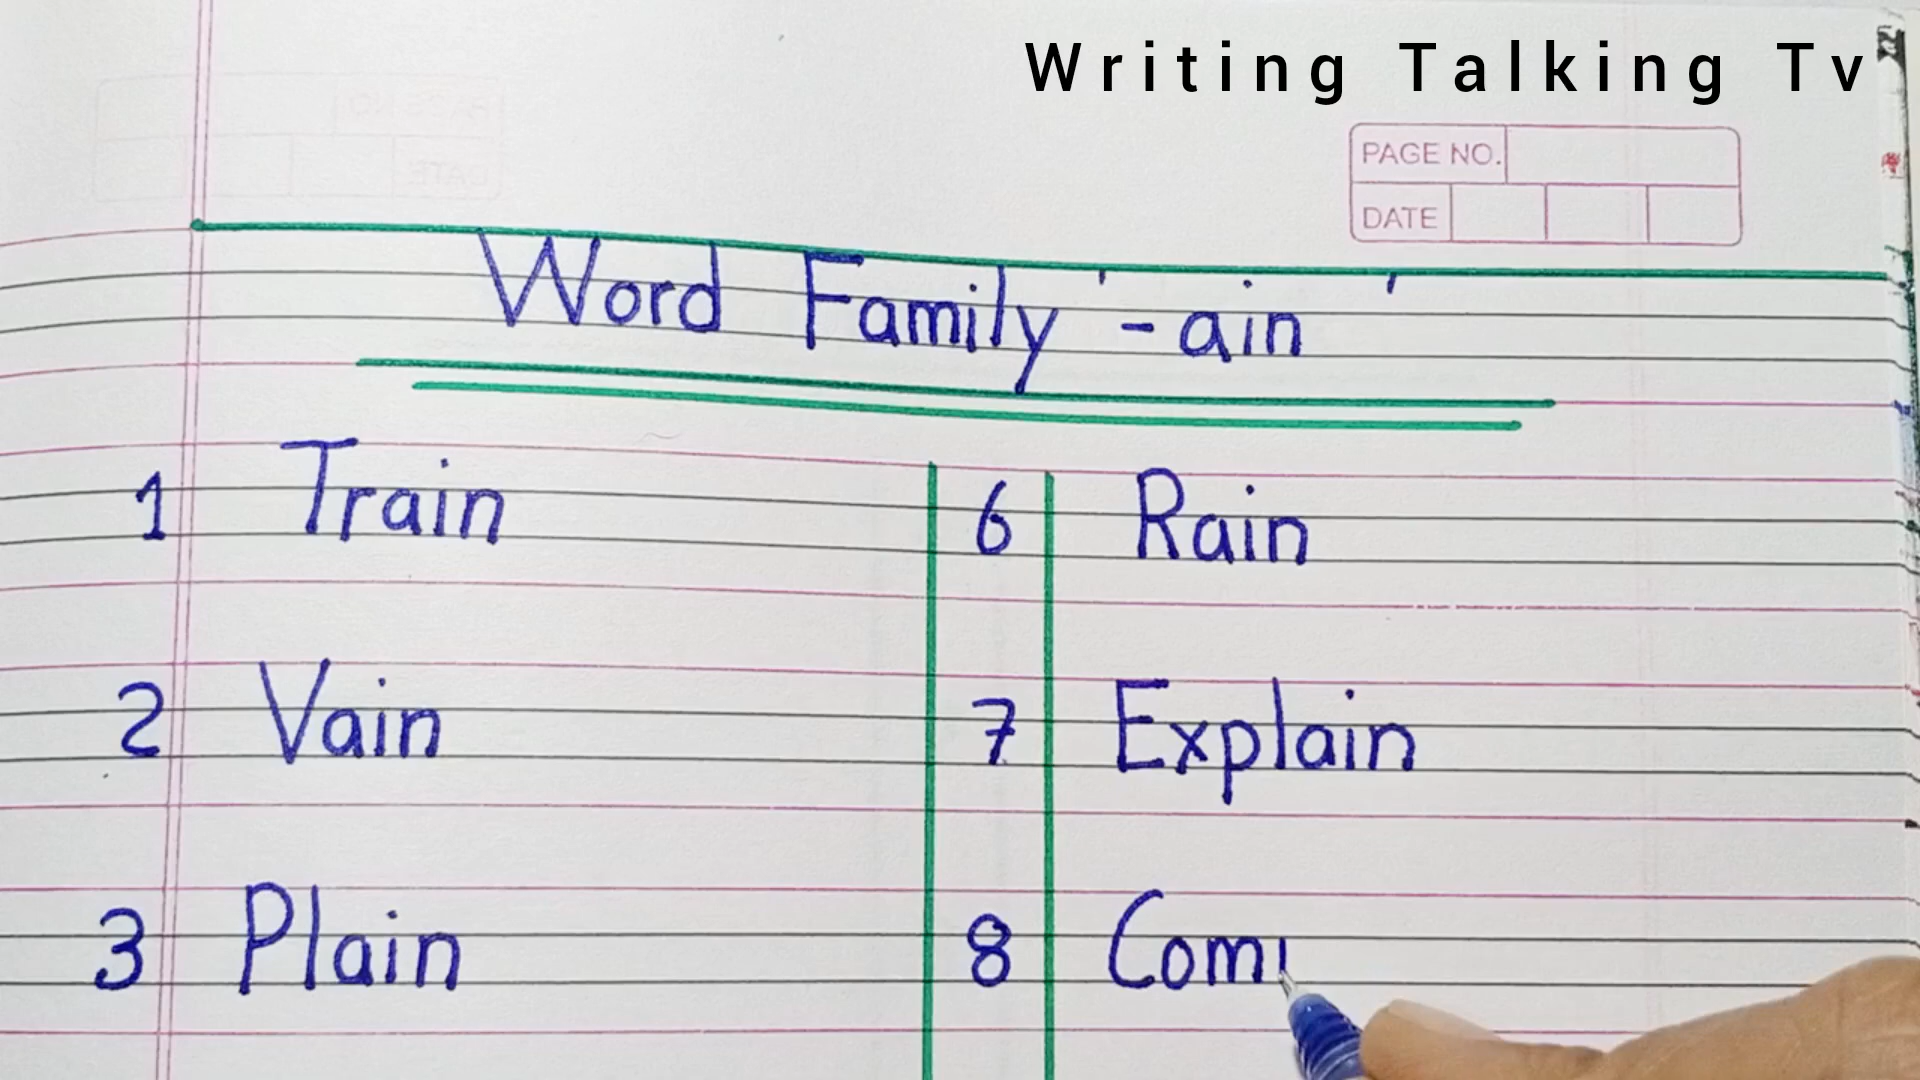 Writing Talking Tv
PAGE NO.
DATE
Word Family '-ain'
1 Train
2 Vain
3 Plain
6 Rain
7 Explain
8 Com